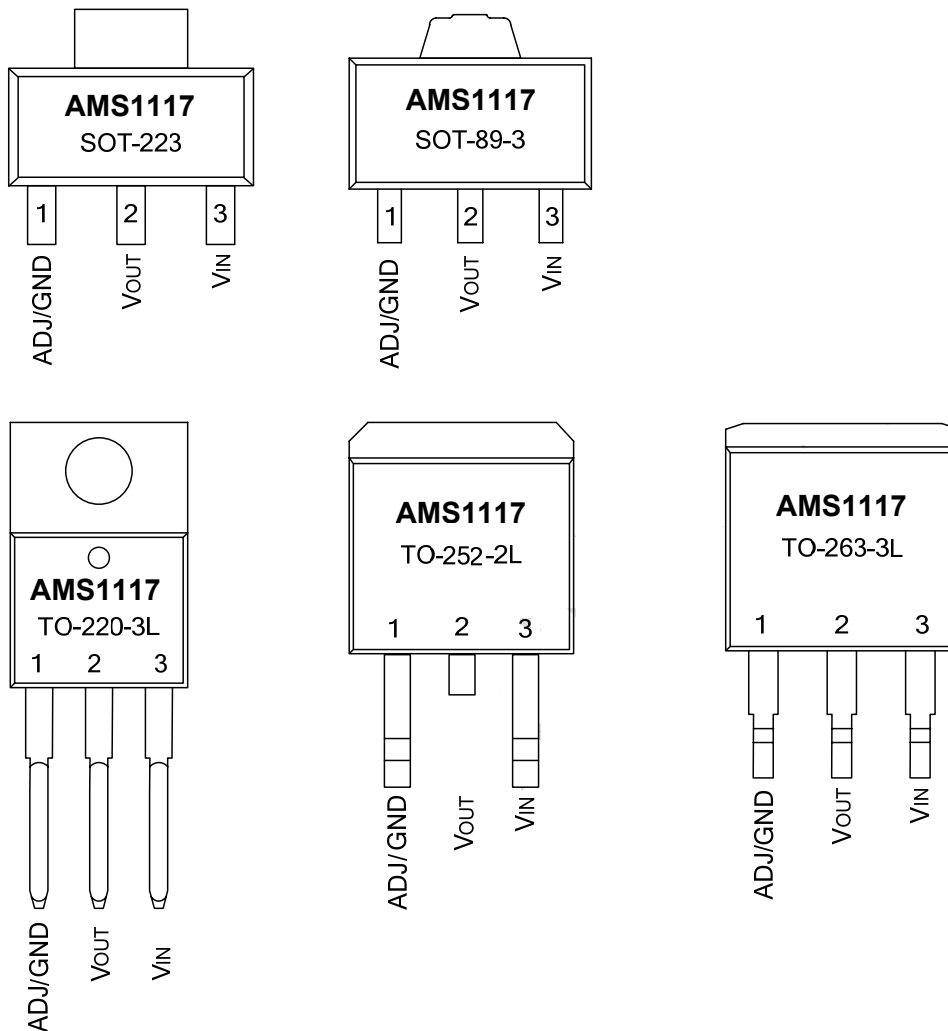 AMS1117
SOT-223
1 2 3
ADJ/GND VOUT VIN
AMS1117
SOT-89-3
1 2 3
ADJ/GND VOUT VIN
AMS1117
TO-220-3L
1 2 3
ADJ/GND VOUT VIN
AMS1117
TO-252-2L
1 2 3
ADJ/GND VOUT VIN
AMS1117
TO-263-3L
1 2 3
ADJ/GND VOUT VIN